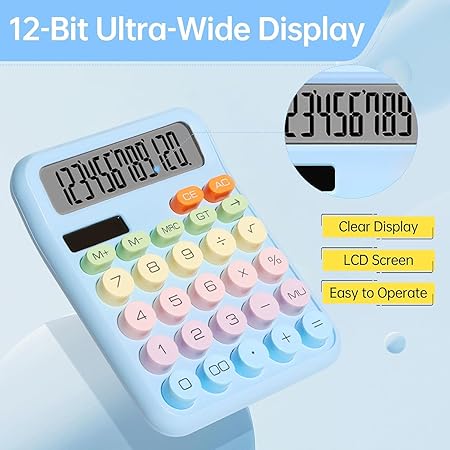 12-Bit Ultra-Wide Display
123456789120.
23456789
Clear Display
LCD Screen
Easy to Operate
CE AC
M+ M- MRC GT →
7 8 9 ÷ √
4 5 6 × %
1 2 3 − MU
0 00 · + =